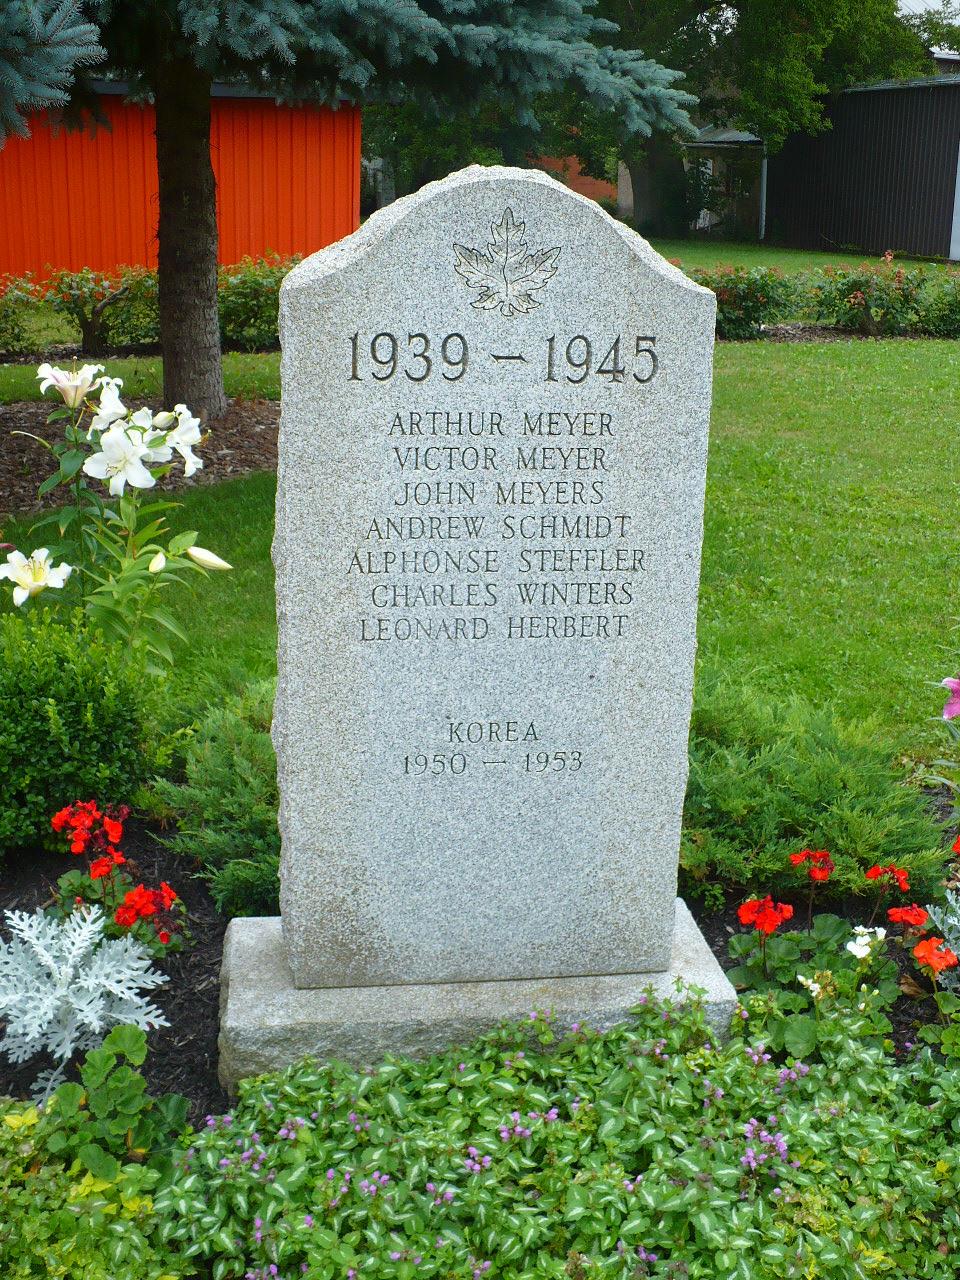 1939 – 1945
ARTHUR MEYER
VICTOR MEYER
JOHN MEYERS
ANDREW SCHMIDT
ALPHONSE STEFFLER
CHARLES WINTERS
LEONARD HERBERT
KOREA
1950 – 1953